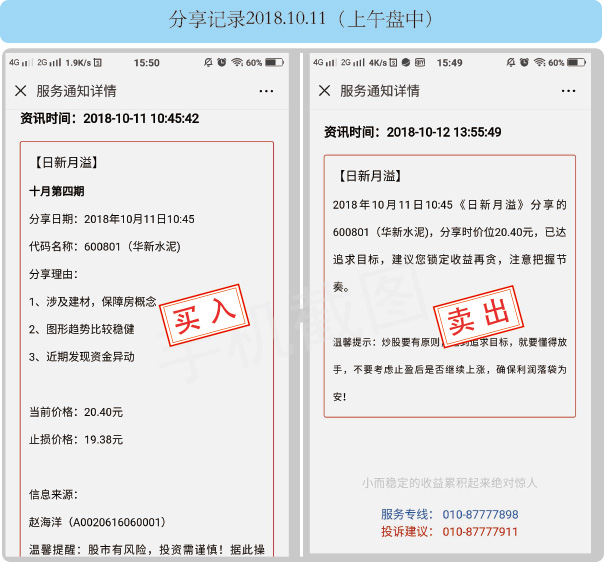 分享记录2018.10.11（上午盘中）
4G 2G 1.9K/s 15:50 60%
服务通知详情
资讯时间：2018-10-11 10:45:42
【日新月溢】
十月第四期
分享日期：2018年10月11日10:45
代码名称：600801（华新水泥）
分享理由：
1、涉及建材，保障房概念
2、图形趋势比较稳健
3、近期发现资金异动
买入
当前价格：20.40元
止损价格：19.38元
信息来源：
赵海洋（A0020616060001）
温馨提醒：股市有风险，投资需谨慎！据此操
4G 2G 4K/s 15:49 60%
服务通知详情
资讯时间：2018-10-12 13:55:49
【日新月溢】
2018年10月11日10:45《日新月溢》分享的
600801（华新水泥)，分享时价位20.40元，已达
追求目标，建议您锁定收益再贪，注意把握节
奏。
卖出
温馨提示：炒股要有原则，到追求目标，就要懂得放
手，不要考虑止盈后是否继续上涨，确保利润落袋为
安！
小而稳定的收益累积起来绝对惊人
服务专线： 010-87777898
投诉建议： 010-87777911
手机截图